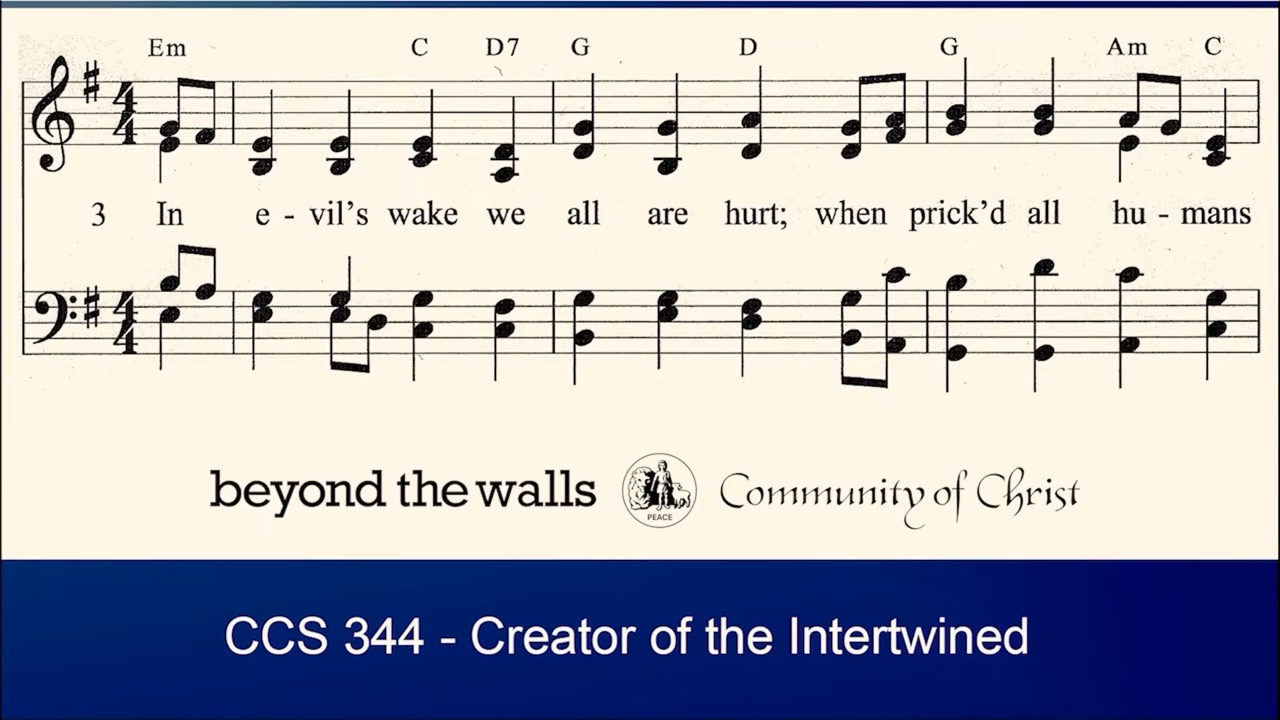 Em C D7 G D G Am C
3 In e - vil’s wake we all are hurt; when prick’d all hu - mans
beyond the walls
PEACE
Community of Christ
CCS 344 - Creator of the Intertwined